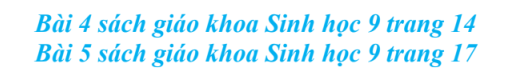 Bài 4 sách giáo khoa Sinh học 9 trang 14
Bài 5 sách giáo khoa Sinh học 9 trang 17